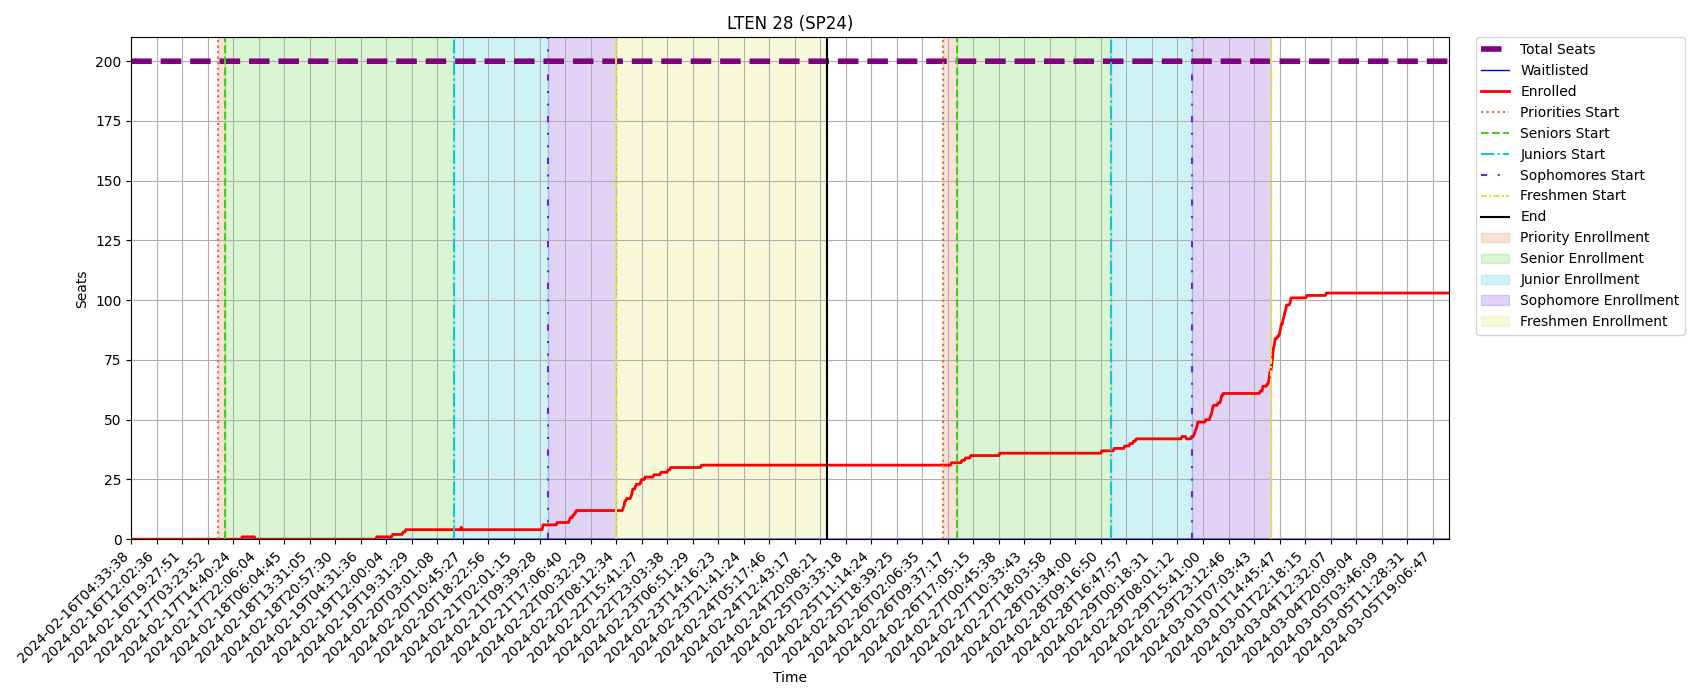 LTEN 28 (SP24)
Seats
200
175
150
125
100
75
50
25
0
2024-02-16T04:33:38
2024-02-16T12:02:36
2024-02-16T19:27:51
2024-02-17T03:23:52
2024-02-17T14:40:24
2024-02-17T22:06:04
2024-02-18T06:04:45
2024-02-18T13:31:05
2024-02-18T20:57:30
2024-02-19T04:31:36
2024-02-19T12:00:04
2024-02-19T19:31:29
2024-02-20T03:01:08
2024-02-20T10:45:27
2024-02-20T18:22:56
2024-02-21T02:01:15
2024-02-21T09:39:28
2024-02-21T17:06:40
2024-02-22T00:32:29
2024-02-22T08:12:34
2024-02-22T15:41:27
2024-02-22T23:03:38
2024-02-23T06:51:29
2024-02-23T14:16:23
2024-02-23T21:41:24
2024-02-24T05:17:46
2024-02-24T12:43:17
2024-02-24T20:08:21
2024-02-25T03:33:18
2024-02-25T11:14:24
2024-02-25T18:39:25
2024-02-26T02:06:35
2024-02-26T09:37:17
2024-02-26T17:05:15
2024-02-27T00:45:38
2024-02-27T10:33:43
2024-02-27T18:03:58
2024-02-28T01:34:00
2024-02-28T09:16:50
2024-02-28T16:47:57
2024-02-29T00:18:31
2024-02-29T08:01:12
2024-02-29T15:41:00
2024-02-29T23:12:46
2024-03-01T07:03:43
2024-03-01T14:45:47
2024-03-01T22:18:15
2024-03-04T12:32:07
2024-03-04T20:09:04
2024-03-05T03:46:09
2024-03-05T11:28:31
2024-03-05T19:06:47
Time
Total Seats
Waitlisted
Enrolled
Priorities Start
Seniors Start
Juniors Start
Sophomores Start
Freshmen Start
End
Priority Enrollment
Senior Enrollment
Junior Enrollment
Sophomore Enrollment
Freshmen Enrollment